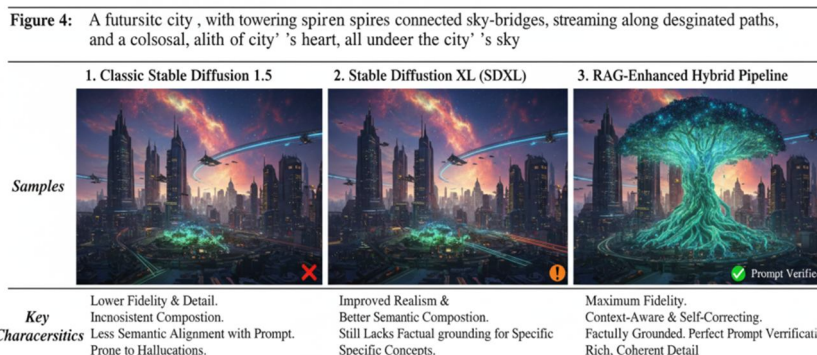 Figure 4: A futursitc city , with towering spiren spires connected sky-bridges, streaming along desginated paths,
and a colsosal, alith of city' 's heart, all undeer the city' 's sky
1. Classic Stable Diffusion 1.5
2. Stable Diffustion XL (SDXL)
3. RAG-Enhanced Hybrid Pipeline
Samples
Prompt Verifie
Key
Characersitics
Lower Fidelity & Detail.
Incnosistent Compostion.
Less Semantic Alignment with Prompt.
Prone to Hallucations.
Improved Realism &
Better Semantic Compostion.
Still Lacks Factual grounding for Specific
Specific Concepts.
Maximum Fidelity.
Context-Aware & Self-Correcting.
Factully Grounded. Perfect Prompt Verrificati
Rich, Coherent Detail